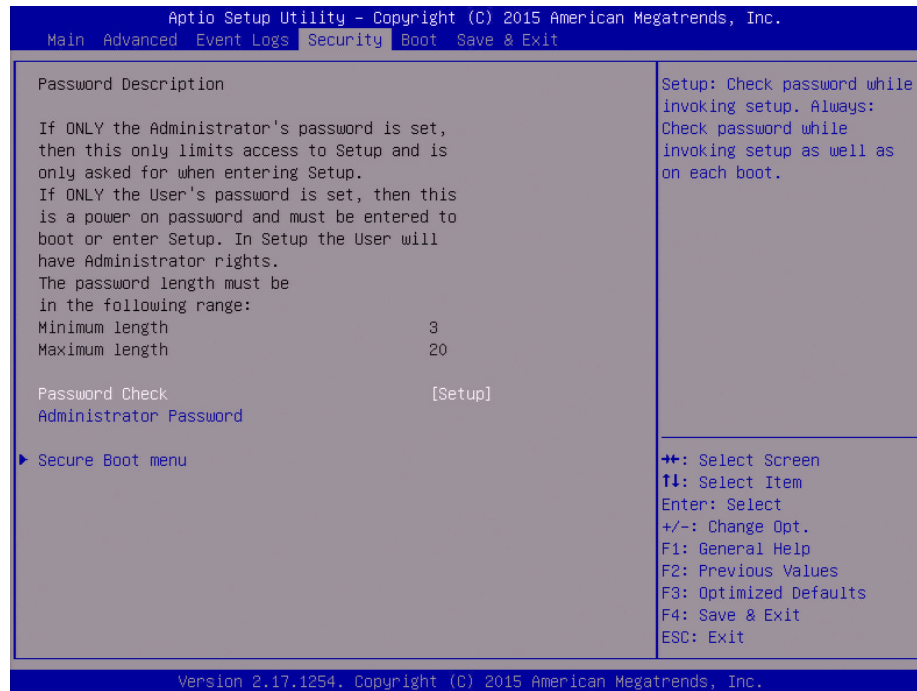 Aptio Setup Utility – Copyright (C) 2015 American Megatrends, Inc.
Main Advanced Event Logs Security Boot Save & Exit
Password Description
If ONLY the Administrator's password is set,
then this only limits access to Setup and is
only asked for when entering Setup.
If ONLY the User's password is set, then this
is a power on password and must be entered to
boot or enter Setup. In Setup the User will
have Administrator rights.
The password length must be
in the following range:
Minimum length 3
Maximum length 20
Password Check [Setup]
Administrator Password
Secure Boot menu
Setup: Check password while
invoking setup. Always:
Check password while
invoking setup as well as
on each boot.
→←: Select Screen
↑↓: Select Item
Enter: Select
+/-: Change Opt.
F1: General Help
F2: Previous Values
F3: Optimized Defaults
F4: Save & Exit
ESC: Exit
Version 2.17.1254. Copyright (C) 2015 American Megatrends, Inc.